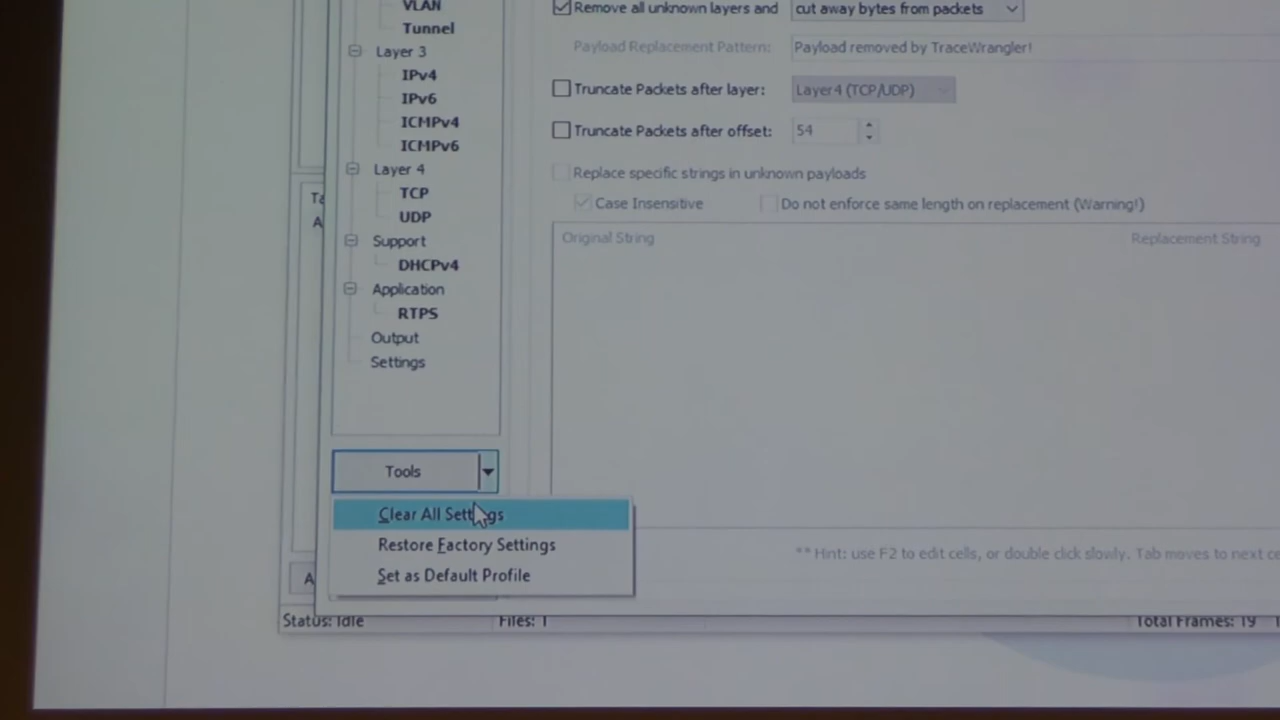 VLAN
Tunnel
Layer 3
IPv4
IPv6
ICMPv4
ICMPv6
Layer 4
TCP
UDP
Support
DHCPv4
Application
RTPS
Output
Settings
Tools
Clear All Settings
Restore Factory Settings
Set as Default Profile
Remove all unknown layers and cut away bytes from packets
Payload Replacement Pattern: Payload removed by TraceWrangler!
Truncate Packets after layer: Layer4 (TCP/UDP)
Truncate Packets after offset: 54
Replace specific strings in unknown payloads
Case Insensitive Do not enforce same length on replacement (Warning!)
Original String Replacement String
** Hint: use F2 to edit cells, or double click slowly. Tab moves to next
Status: Idle Files: 1 Total Frames: 19